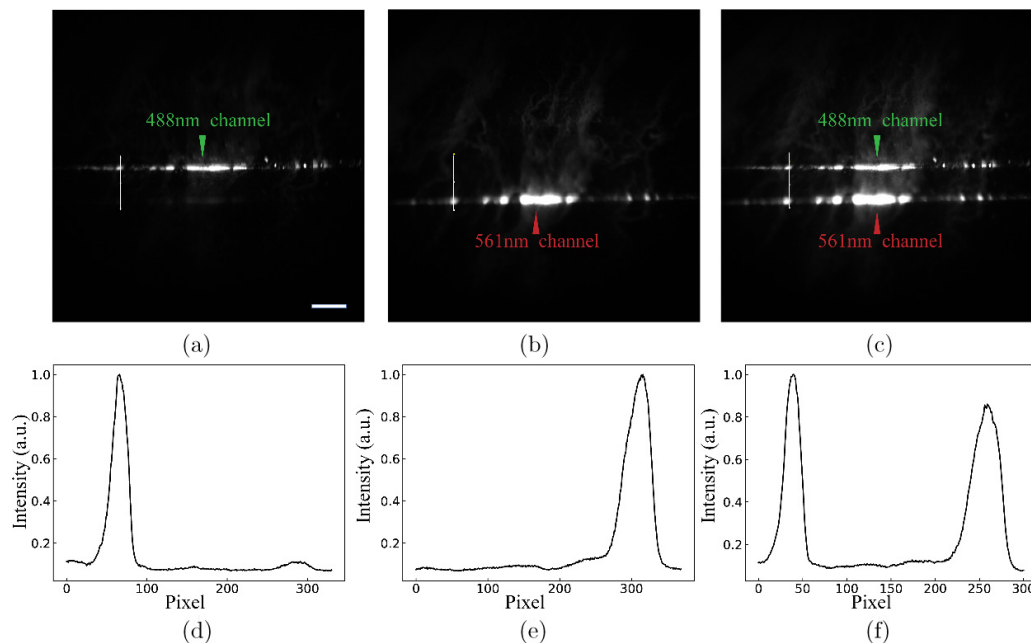 488nm channel
561nm channel
488nm channel
561nm channel
(a)
(b)
(c)
1.0
0.8
0.6
0.4
0.2
Intensity (a.u.)
0
100
200
300
Pixel
1.0
0.8
0.6
0.4
0.2
Intensity (a.u.)
0
100
200
300
Pixel
1.0
0.8
0.6
0.4
0.2
Intensity (a.u.)
0
50
100
150
200
250
300
Pixel
(d)
(e)
(f)